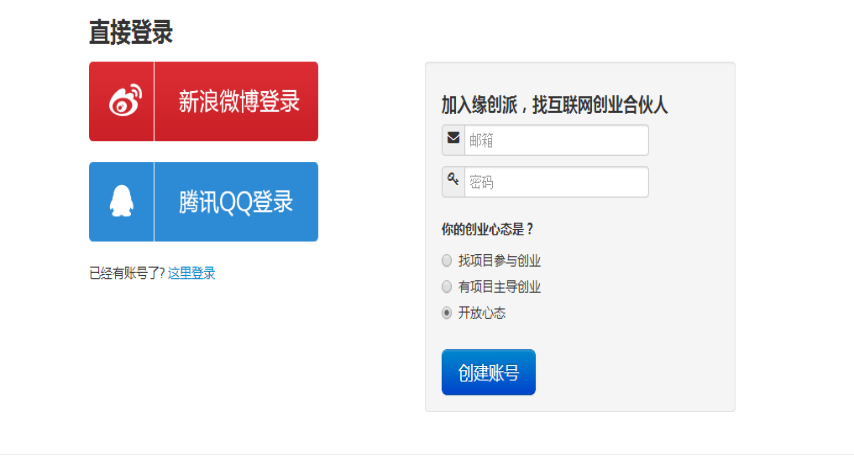 直接登录
新浪微博登录
腾讯QQ登录
已经有账号了? 这里登录
加入缘创派，找互联网创业合伙人
邮箱
密码
你的创业心态是？
找项目参与创业
有项目主导创业
开放心态
创建账号